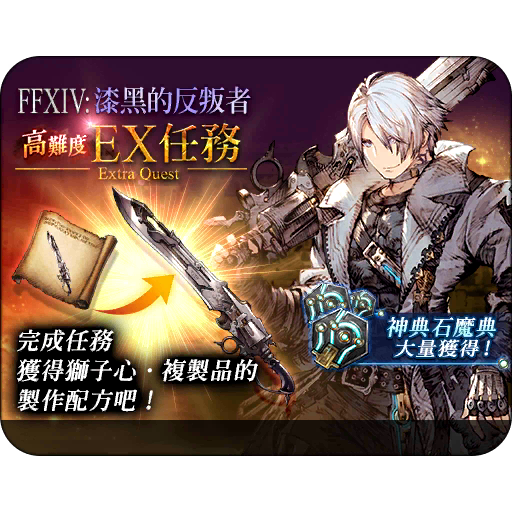 FFXIV:漆黑的反叛者
高難度EX任務
Extra Quest
完成任務
獲得獅子心·複製品的
製作配方吧!
神典石魔典
大量獲得!